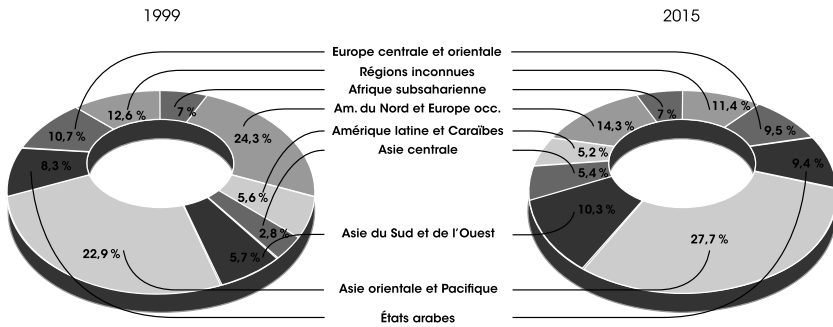 1999
2015
Europe centrale et orientale
Régions inconnues
Afrique subsaharienne
Am. du Nord et Europe occ.
Amérique latine et Caraïbes
Asie centrale
Asie du Sud et de l’Ouest
Asie orientale et Pacifique
États arabes
12,6 %
7 %
10,7 %
24,3 %
8,3 %
5,6 %
2,8 %
5,7 %
22,9 %
7 %
11,4 %
14,3 %
9,5 %
5,2 %
5,4 %
9,4 %
10,3 %
27,7 %